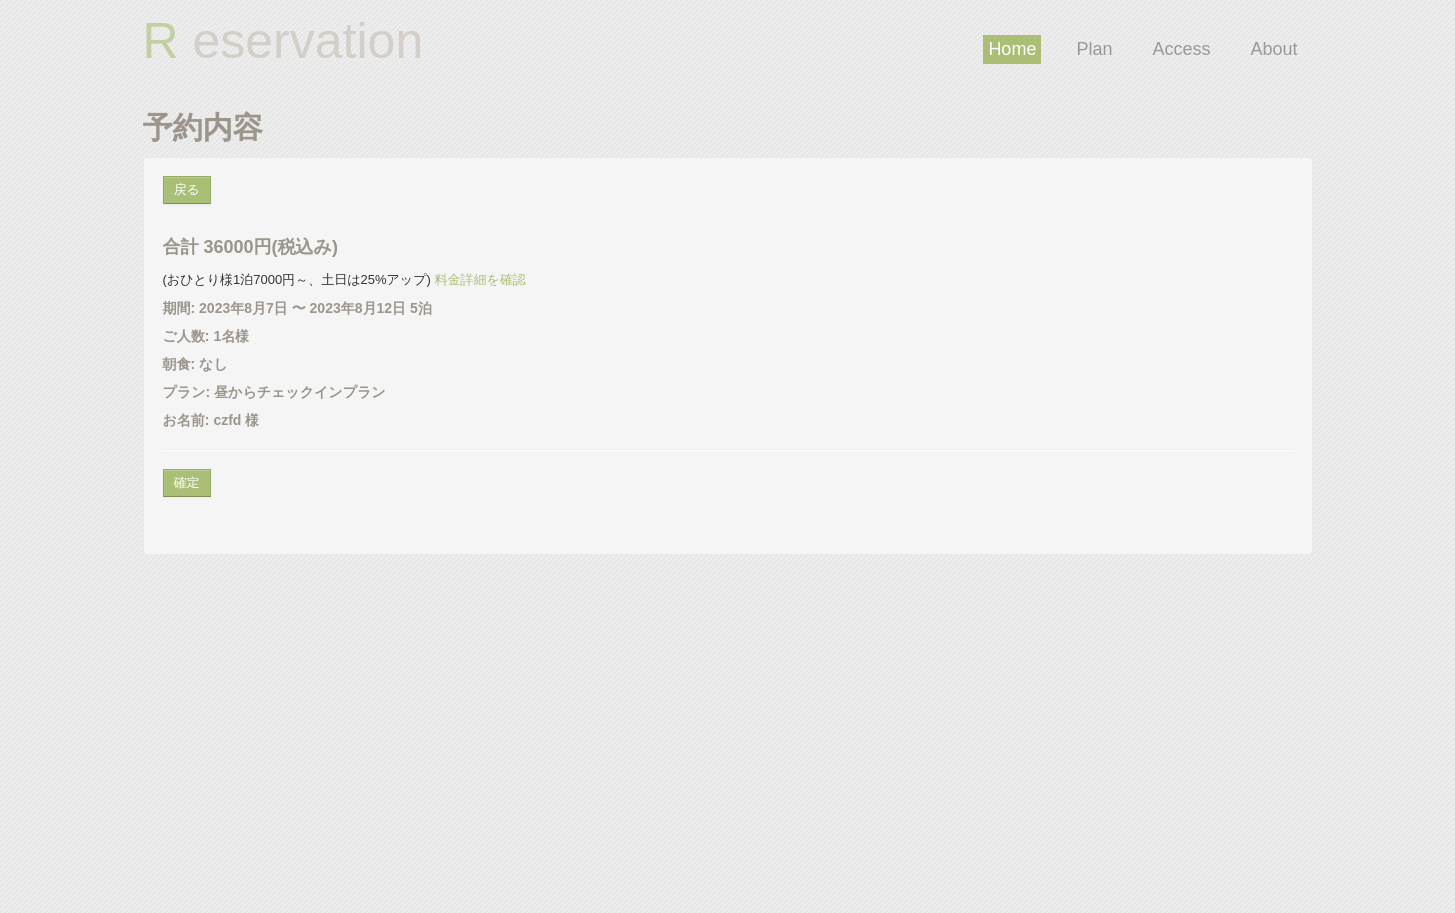 R eservation
Home Plan Access About
予約内容
戻る
合計 36000円(税込み)
(おひとり様1泊7000円～、土日は25%アップ) 料金詳細を確認
期間: 2023年8月7日 〜 2023年8月12日 5泊
ご人数: 1名様
朝食: なし
プラン: 昼からチェックインプラン
お名前: czfd 様
確定